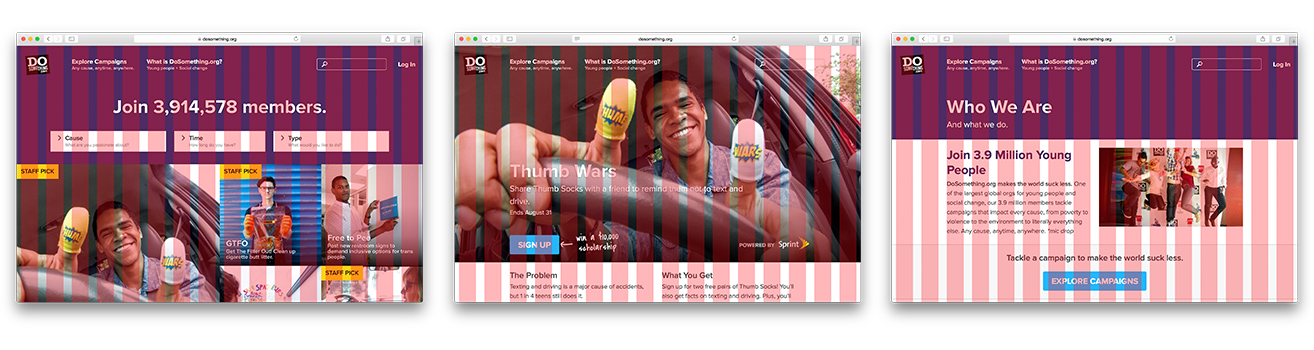 dosomething.org
DO
SOMETHING
Explore Campaigns
Any cause, anytime, anywhere.
What is DoSomething.org?
Young people + Social change
Log In
Join 3,914,578 members.
Cause
What are you passionate about?
Time
How long do you have?
Type
What would you like to do?
STAFF PICK
THUMB
WARS
STAFF PICK
GTFO
Get The Filter Out! Clean up
cigarette butt litter.
Free to Pee
Post new restroom signs to
demand inclusive options for trans
people.
STAFF PICK
dosomething.org
DO
SOMETHING
Explore Campaigns
Any cause, anytime, anywhere.
What is DoSomething.org?
Young people + Social change
THUMB
WARS
Thumb Wars
Share Thumb Socks with a friend to remind them not to text and
drive.
Ends August 31
SIGN UP
win a $10,000
scholarship
POWERED BY Sprint
The Problem
Texting and driving is a major cause of accidents,
but 1 in 4 teens still does it.
What You Get
Sign up for two free pairs of Thumb Socks! You'll
also get facts on texting and driving. Plus, you'll
dosomething.org
DO
SOMETHING
Explore Campaigns
Any cause, anytime, anywhere.
What is DoSomething.org?
Young people + Social change
Log In
Who We Are
And what we do.
Join 3.9 Million Young
People
DoSomething.org makes the world suck less. One
of the largest global orgs for young people and
social change, our 3.9 million members tackle
campaigns that impact every cause, from poverty to
violence to the environment to literally everything
else. Any cause, anytime, anywhere. *mic drop
Tackle a campaign to make the world suck less.
EXPLORE CAMPAIGNS